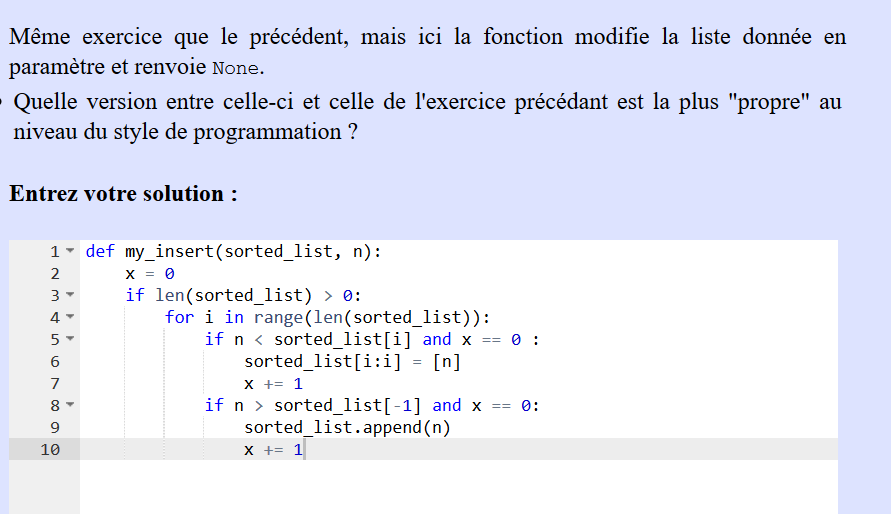 Même exercice que le précédent, mais ici la fonction modifie la liste donnée en
paramètre et renvoie None.
• Quelle version entre celle-ci et celle de l'exercice précédant est la plus "propre" au
niveau du style de programmation ?
Entrez votre solution :
1 def my_insert(sorted_list, n):
2     x = 0
3     if len(sorted_list) > 0:
4         for i in range(len(sorted_list)):
5             if n < sorted_list[i] and x == 0 :
6                 sorted_list[i:i] = [n]
7                 x += 1
8             if n > sorted_list[-1] and x == 0:
9                 sorted_list.append(n)
10                 x += 1